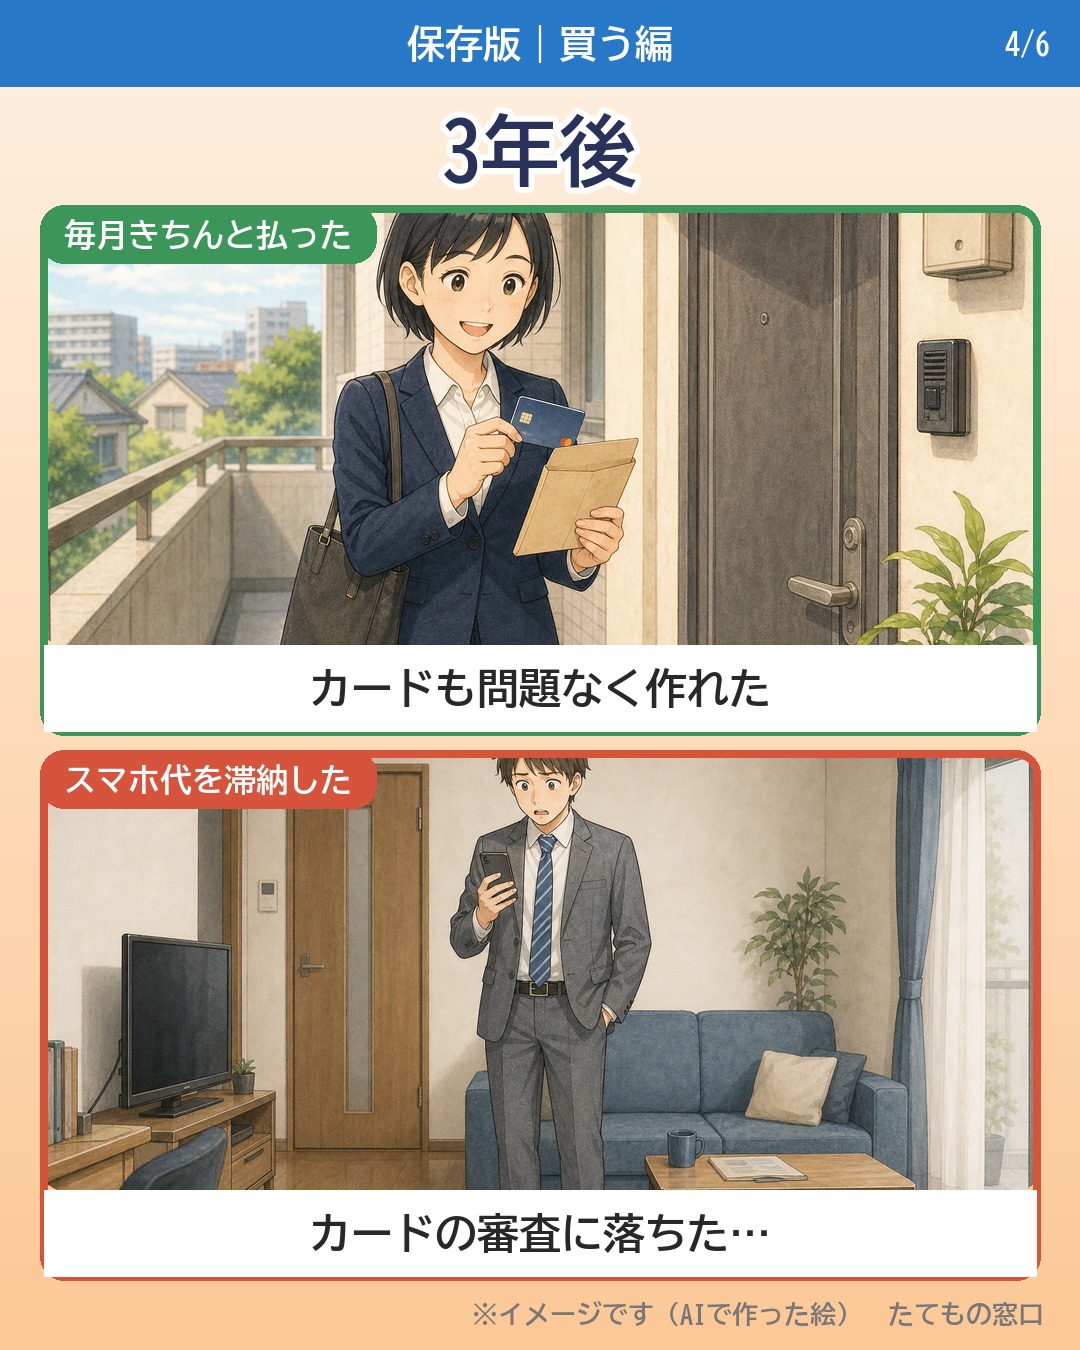 保存版｜買う編
4/6
3年後
毎月きちんと払った
カードも問題なく作れた
スマホ代を滞納した
カードの審査に落ちた…
※イメージです（AIで作った絵）　たてもの窓口